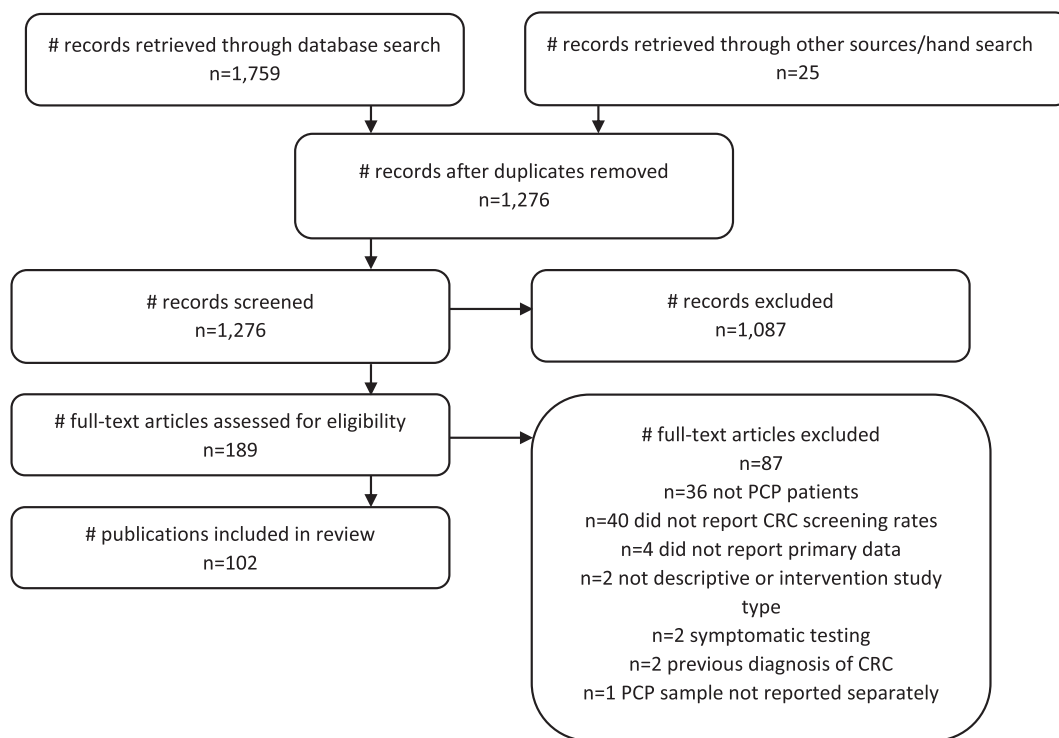 # records retrieved through database search
n=1,759
# records retrieved through other sources/hand search
n=25
# records after duplicates removed
n=1,276
# records screened
n=1,276
# records excluded
n=1,087
# full-text articles assessed for eligibility
n=189
# full-text articles excluded
n=87
n=36 not PCP patients
n=40 did not report CRC screening rates
n=4 did not report primary data
n=2 not descriptive or intervention study
type
n=2 symptomatic testing
n=2 previous diagnosis of CRC
n=1 PCP sample not reported separately
# publications included in review
n=102